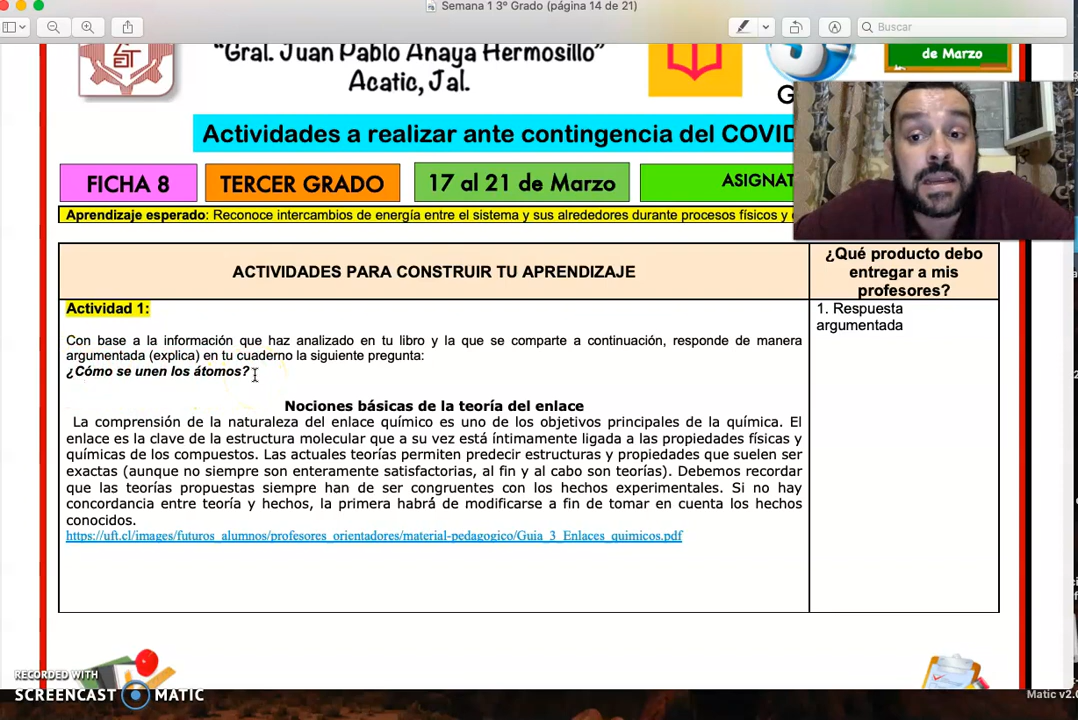 Semana 1 3º Grado (página 14 de 21)
Buscar
"Gral. Juan Pablo Anaya Hermosillo"
Acatic, Jal.
de Marzo
Actividades a realizar ante contingencia del COVID
FICHA 8
TERCER GRADO
17 al 21 de Marzo
ASIGNAT
Aprendizaje esperado: Reconoce intercambios de energía entre el sistema y sus alrededores durante procesos físicos y
ACTIVIDADES PARA CONSTRUIR TU APRENDIZAJE
¿Qué producto debo
entregar a mis
profesores?
Actividad 1:
1. Respuesta
argumentada
Con base a la información que haz analizado en tu libro y la que se comparte a continuación, responde de manera
argumentada (explica) en tu cuaderno la siguiente pregunta:
¿Cómo se unen los átomos?
Nociones básicas de la teoría del enlace
La comprensión de la naturaleza del enlace químico es uno de los objetivos principales de la química. El
enlace es la clave de la estructura molecular que a su vez está íntimamente ligada a las propiedades físicas y
químicas de los compuestos. Las actuales teorías permiten predecir estructuras y propiedades que suelen ser
exactas (aunque no siempre son enteramente satisfactorias, al fin y al cabo son teorías). Debemos recordar
que las teorías propuestas siempre han de ser congruentes con los hechos experimentales. Si no hay
concordancia entre teoría y hechos, la primera habrá de modificarse a fin de tomar en cuenta los hechos
conocidos.
https://uft.cl/images/futuros_alumnos/profesores_orientadores/material-pedagogico/Guia_3_Enlaces_quimicos.pdf
RECORDED WITH
SCREENCAST MATIC
Matic v2.0